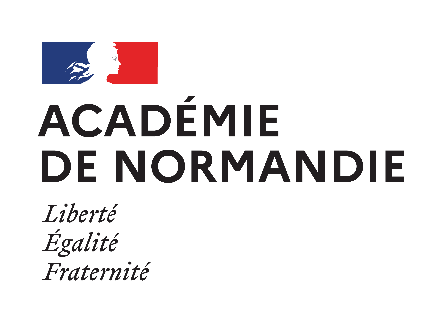 ACADÉMIE
DE NORMANDIE
Liberté
Égalité
Fraternité